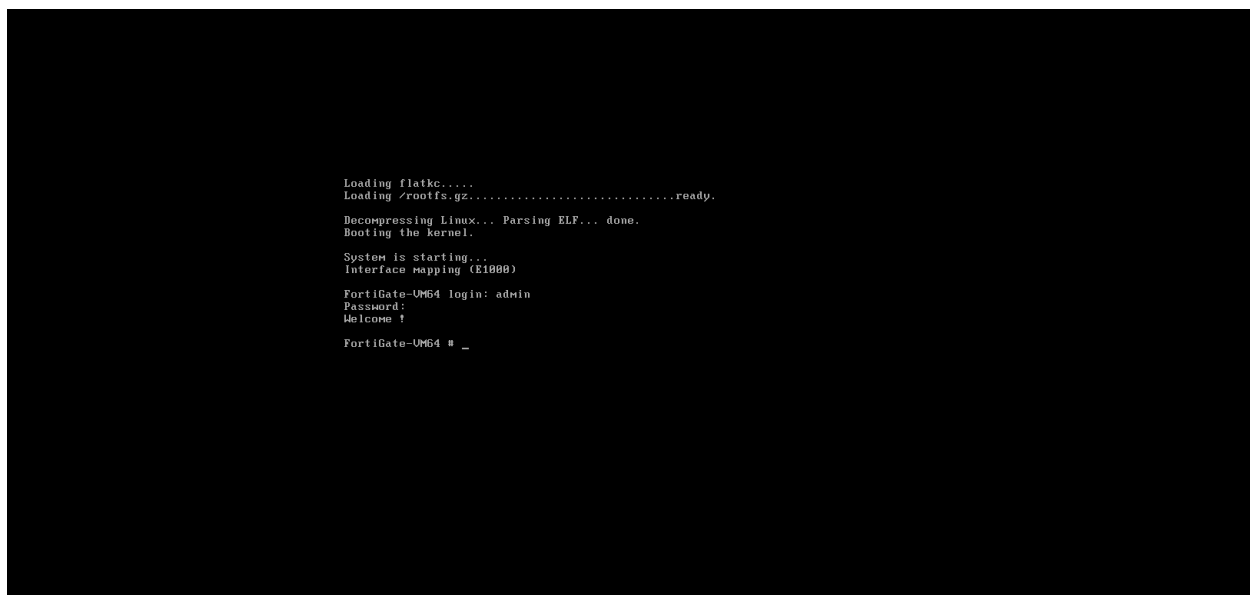 Loading flatkc.....
Loading /rootfs.gz..............................ready.
Decompressing Linux... Parsing ELF... done.
Booting the kernel.
System is starting...
Interface mapping (E1000)
FortiGate-VM64 login: admin
Password:
Welcome !
FortiGate-VM64 # _